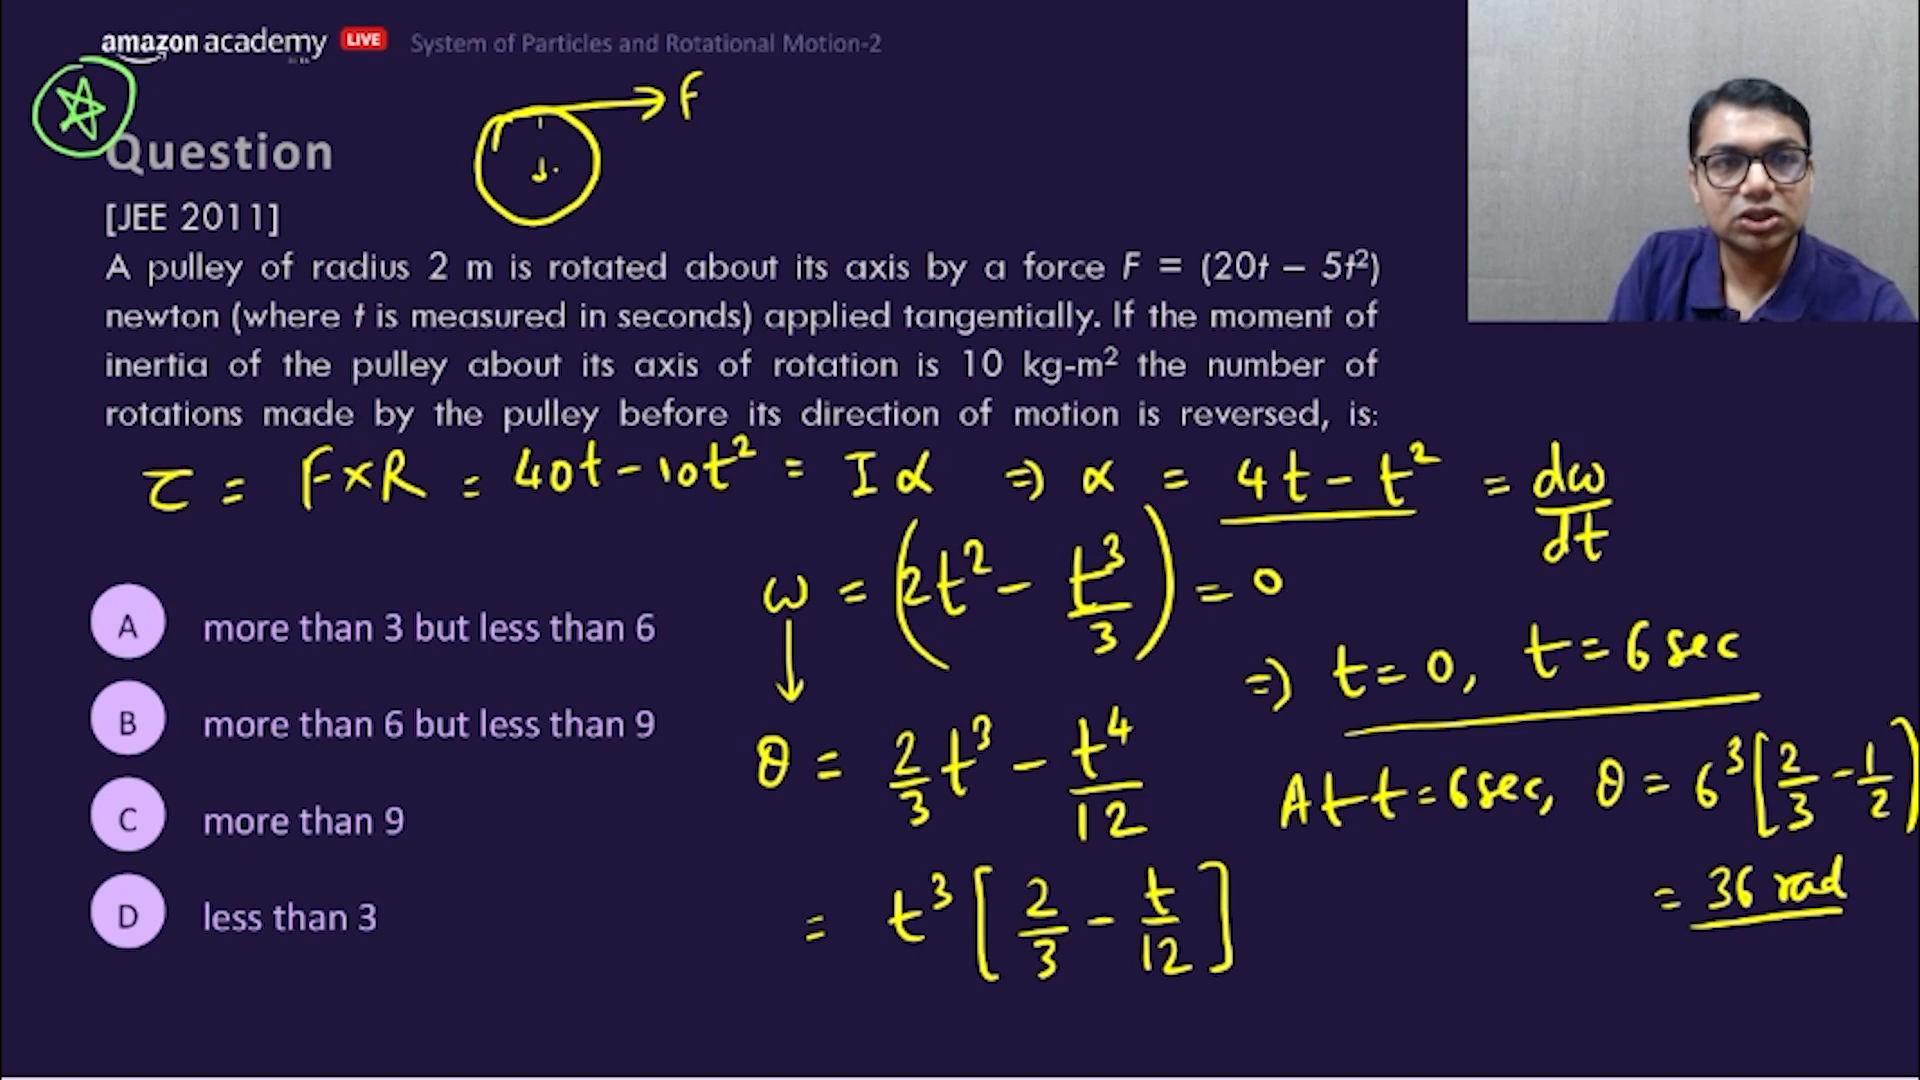 amazon academy LIVE System of Particles and Rotational Motion-2
F
Question
[JEE 2011]
A pulley of radius 2 m is rotated about its axis by a force F = (20t – 5t²)
newton (where t is measured in seconds) applied tangentially. If the moment of
inertia of the pulley about its axis of rotation is 10 kg-m² the number of
rotations made by the pulley before its direction of motion is reversed, is:
τ = F×R = 40t - 10t² = Iα ⇒ α = 4t - t² = dω/dt
ω = (2t² - t³/3) = 0
⇒ t = 0, t = 6 sec
θ = 2/3 t³ - t⁴/12
At t = 6 sec, θ = 6³[2/3 - 1/2]
= 36 rad
= t³[2/3 - t/12]
A more than 3 but less than 6
B more than 6 but less than 9
C more than 9
D less than 3